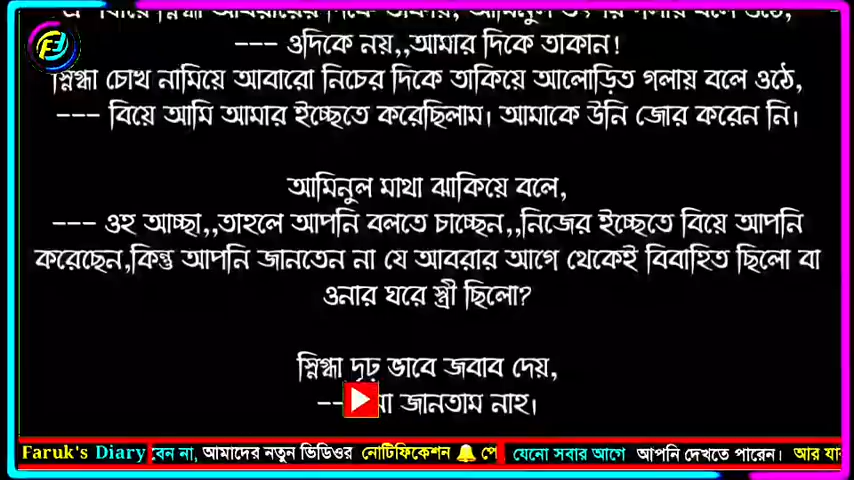 স্নিগ্ধা আবরারের দিকে তাকায়,
--- ওদিকে নয়,,আমার দিকে তাকান!
স্নিগ্ধা চোখ নামিয়ে আবারো নিচের দিকে তাকিয়ে আলোড়িত গলায় বলে ওঠে,
--- বিয়ে আমি আমার ইচ্ছেতে করেছিলাম। আমাকে উনি জোর করেন নি।
আমিনুল মাথা ঝাকিয়ে বলে,
--- ওহ আচ্ছা,,তাহলে আপনি বলতে চাচ্ছেন,,নিজের ইচ্ছেতে বিয়ে আপনি
করেছেন,কিন্তু আপনি জানতেন না যে আবরার আগে থেকেই বিবাহিত ছিলো বা
ওনার ঘরে স্ত্রী ছিলো?
স্নিগ্ধা দৃঢ় ভাবে জবাব দেয়,
-- জানতাম নাহ।
Faruk's Diary বেন না, আমাদের নতুন ভিডিওর নোটিফিকেশন 🔔 পে যেনো সবার আগে আপনি দেখতে পারেন। আর যা